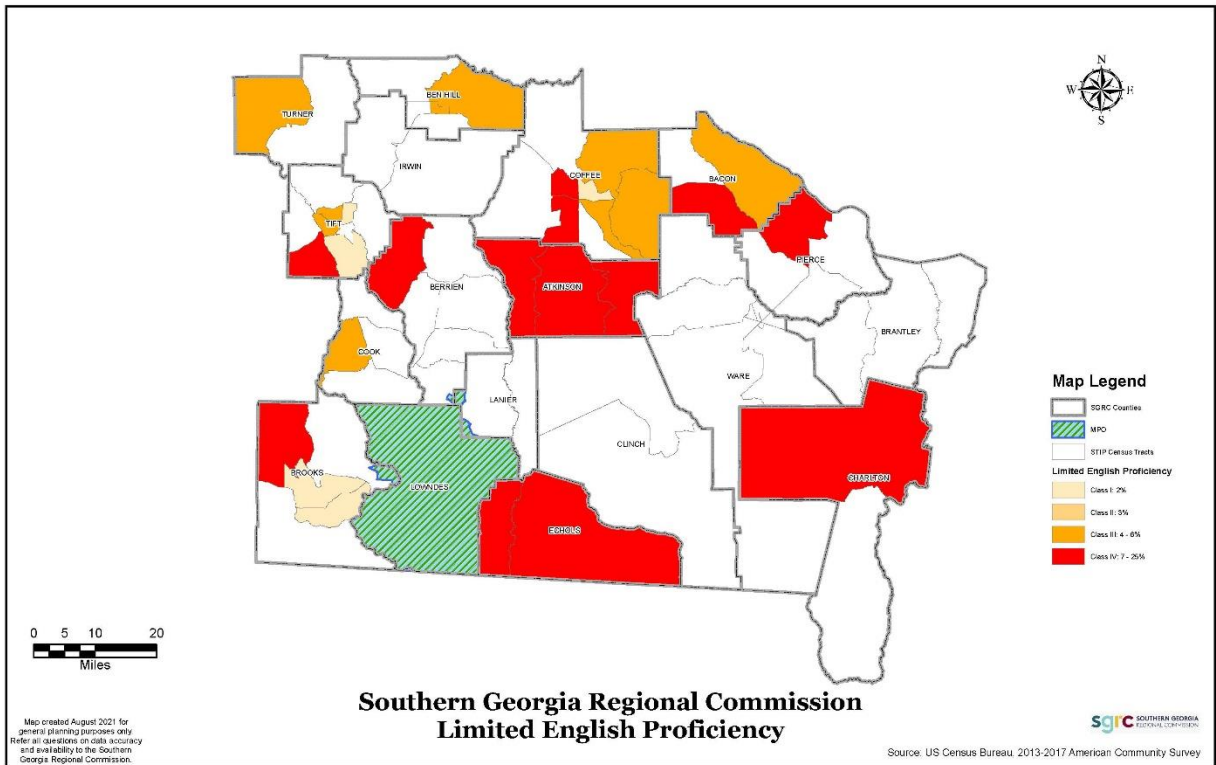 N
W E
S
BEN HILL
TURNER
IRWIN
COFFEE
BACON
TIFT
PIERCE
BERRIEN
ATKINSON
BRANTLEY
COOK
WARE
LANIER
CLINCH
BROOKS
LOWNDES
CHARLTON
ECHOLS
Map Legend
SGRC Counties
MPO
STIP Census Tracts
Limited English Proficiency
Class I: 2%
Class II: 3%
Class III: 4 - 6%
Class IV: 7 - 25%
0 5 10 20
Miles
Southern Georgia Regional Commission
Limited English Proficiency
Map created August 2021 for
general planning purposes only.
Refer all questions on data accuracy
and availability to the Southern
Georgia Regional Commission.
sgrc SOUTHERN GEORGIA
REGIONAL COMMISSION
Source: US Census Bureau, 2013-2017 American Community Survey